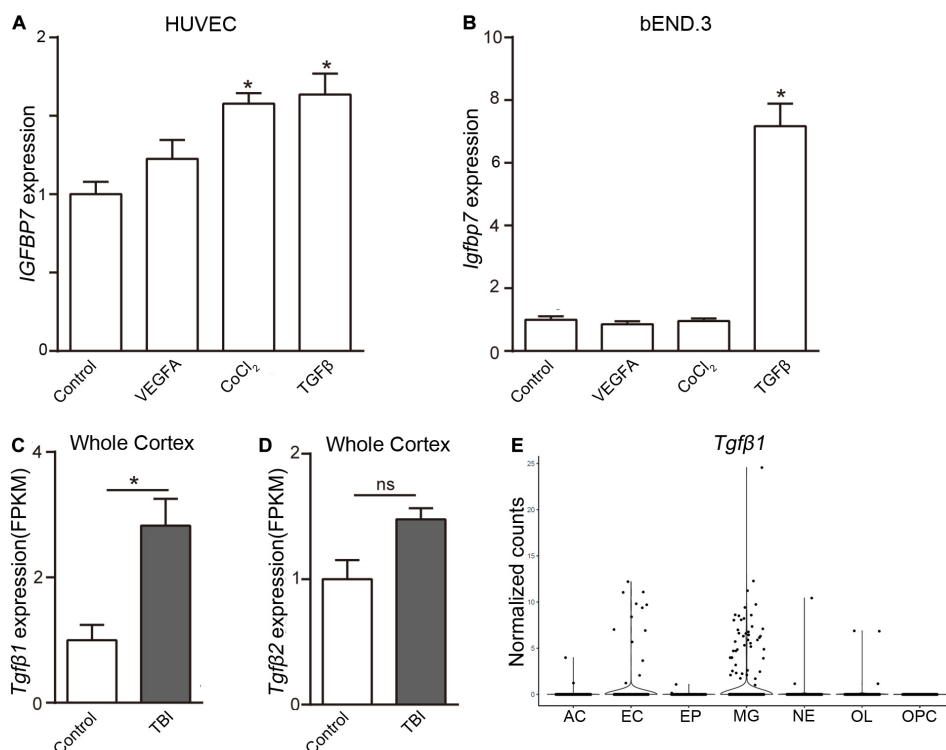 A
HUVEC
IGFBP7 expression
2
1
0
*
*
Control
VEGFA
CoCl₂
TGFβ
B
bEND.3
Igfbp7 expression
10
8
6
4
2
0
*
Control
VEGFA
CoCl₂
TGFβ
C
Whole Cortex
Tgfβ1 expression(FPKM)
4
2
0
*
Control
TBI
D
Whole Cortex
Tgfβ2 expression(FPKM)
2
1
0
ns
Control
TBI
E
Tgfβ1
Normalized counts
25
20
15
10
5
0
AC
EC
EP
MG
NE
OL
OPC